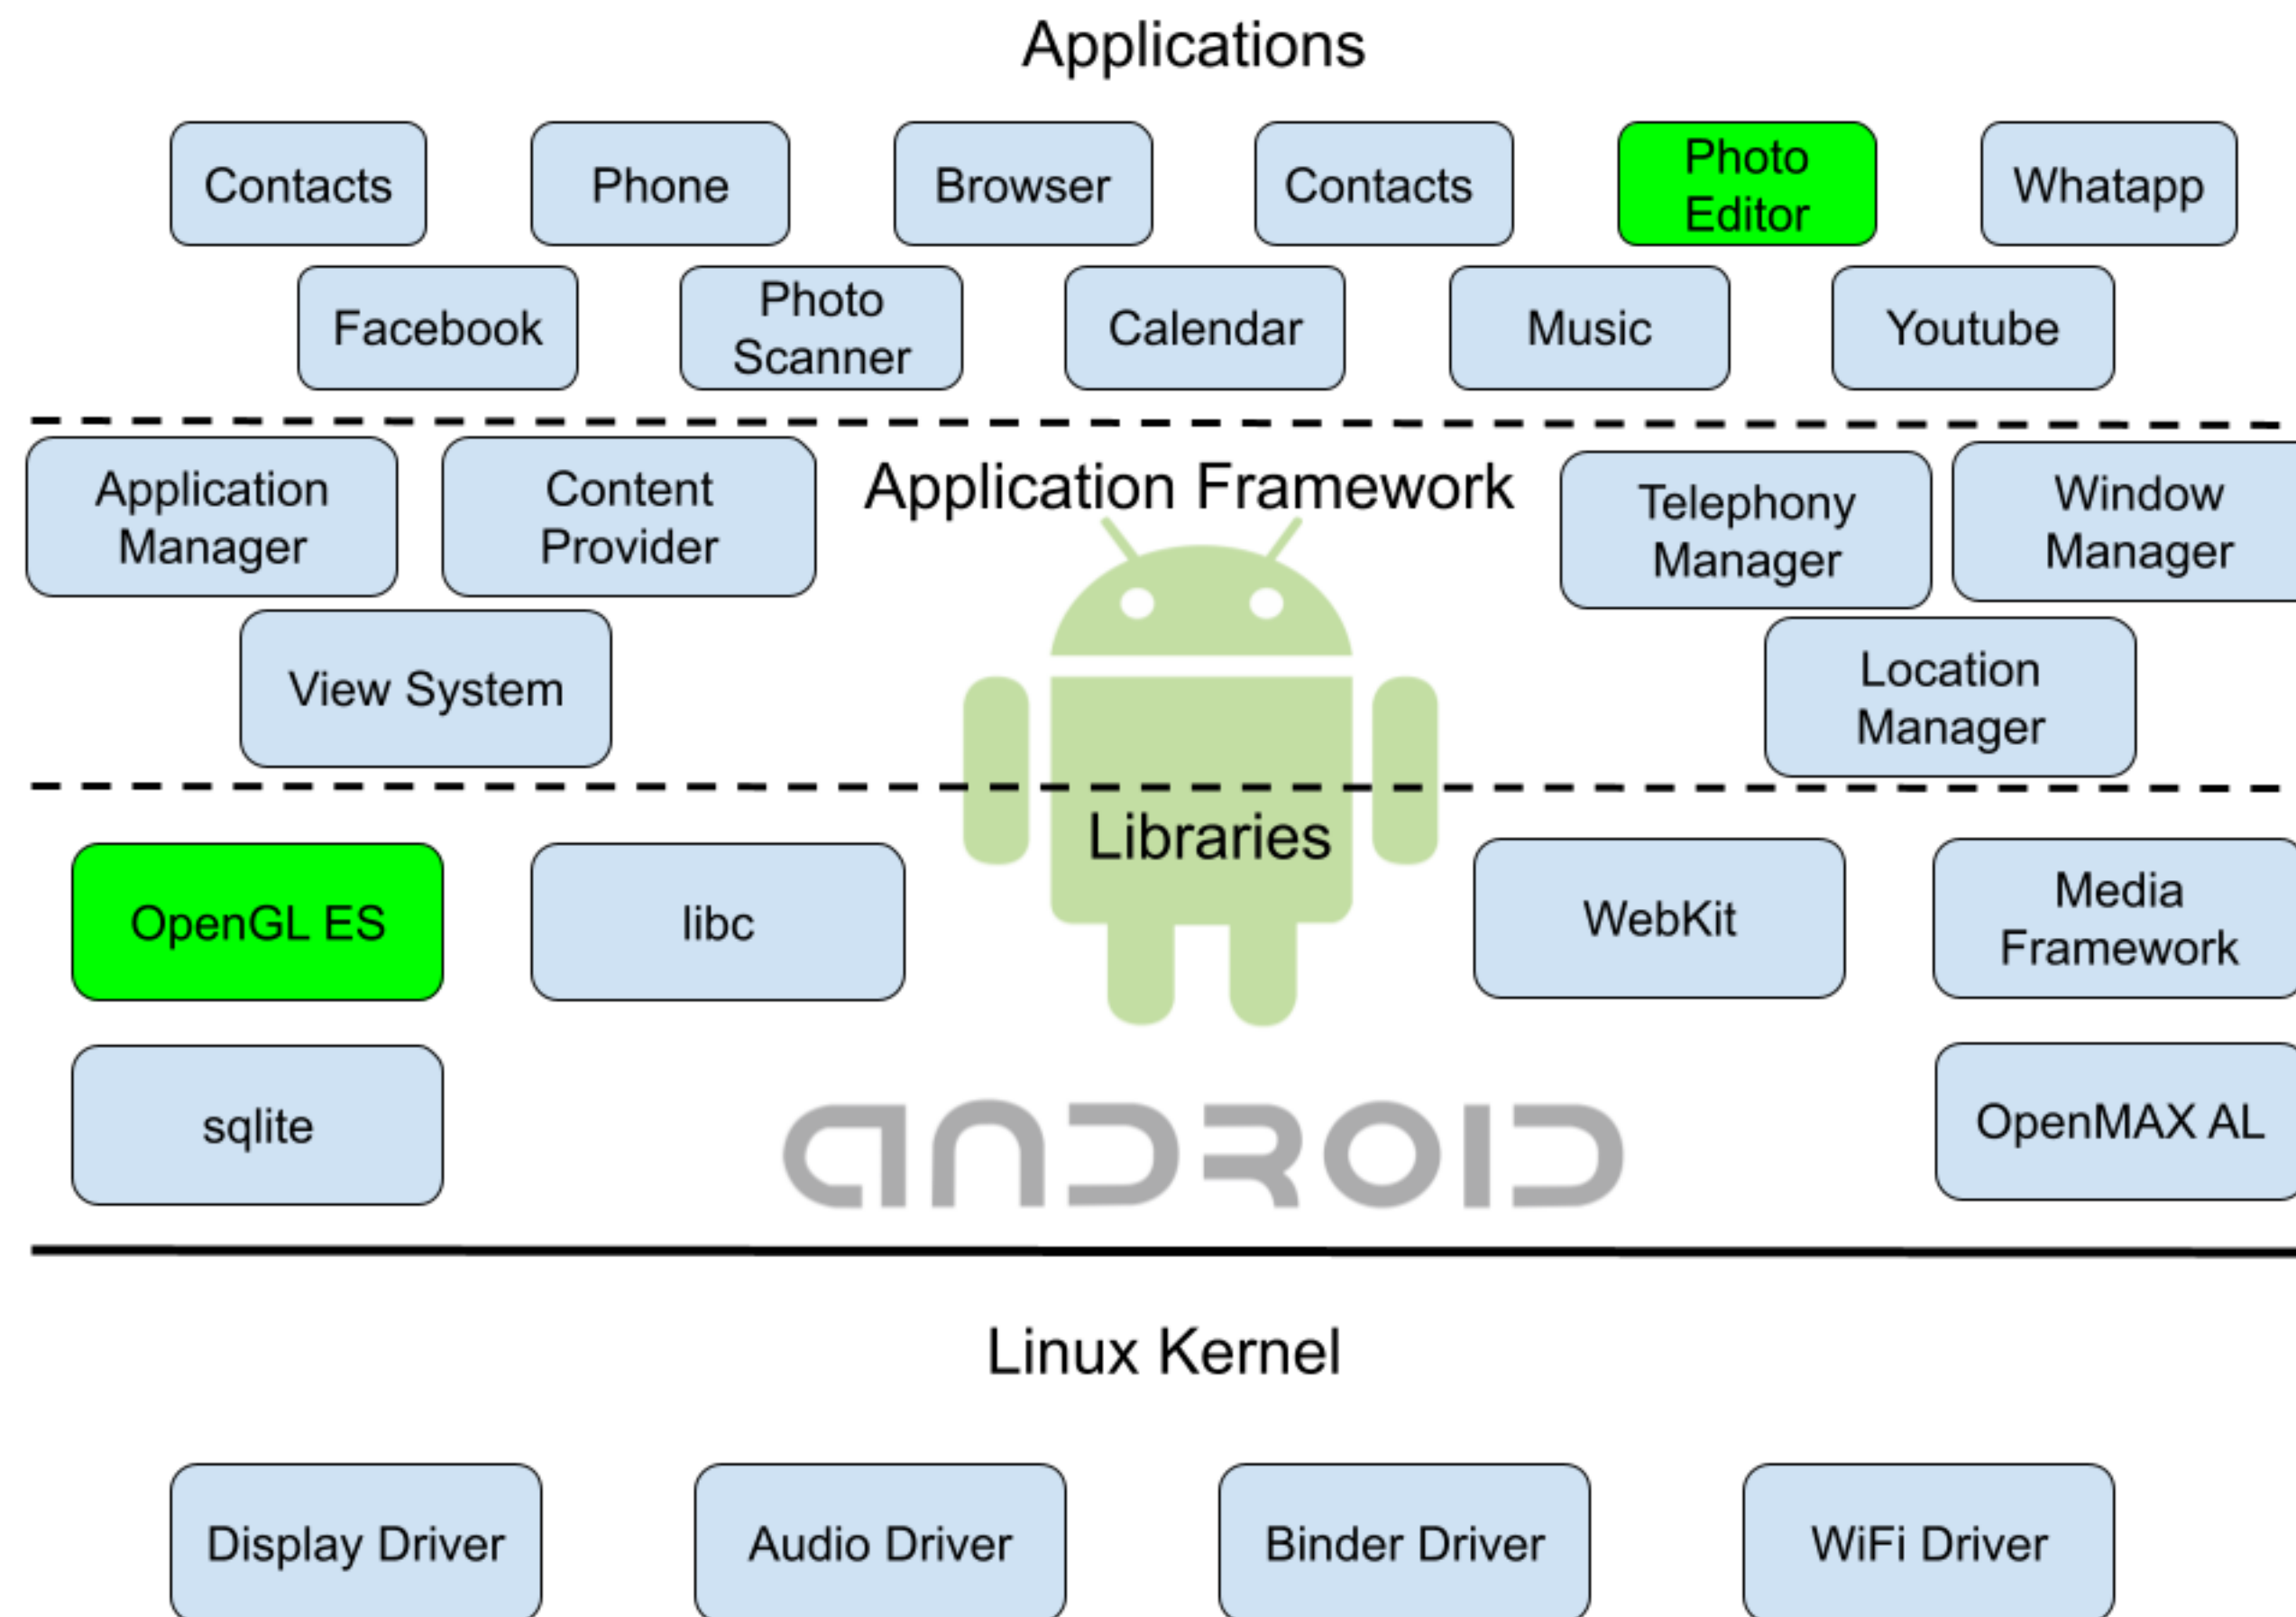 Applications
Contacts
Phone
Browser
Contacts
Photo
Editor
Whatapp
Facebook
Photo
Scanner
Calendar
Music
Youtube
Application
Manager
Content
Provider
Application Framework
Telephony
Manager
Window
Manager
View System
Location
Manager
Libraries
OpenGL ES
libc
WebKit
Media
Framework
sqlite
ANDROID
OpenMAX AL
Linux Kernel
Display Driver
Audio Driver
Binder Driver
WiFi Driver